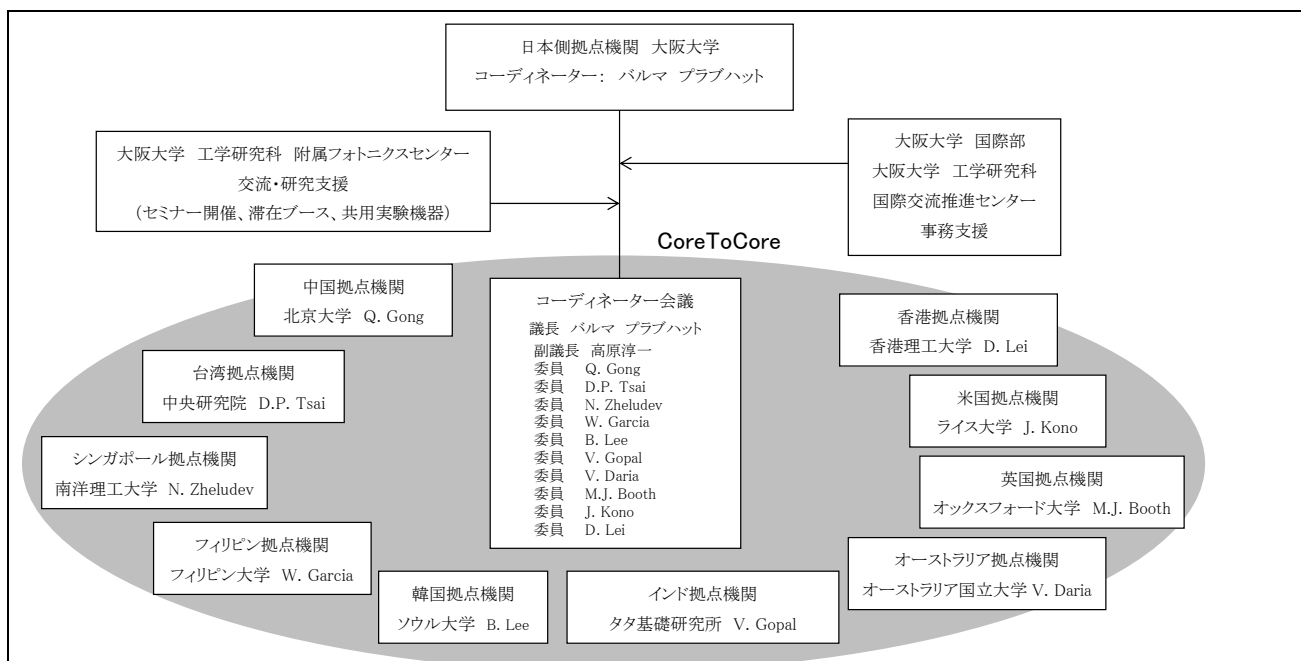 日本側拠点機関 大阪大学
コーディネーター: バルマ プラブハット
大阪大学 工学研究科 附属フォトニクスセンター
交流・研究支援
(セミナー開催、滞在ブース、共用実験機器)
大阪大学 国際部
大阪大学 工学研究科
国際交流推進センター
事務支援
CoreToCore
中国拠点機関
北京大学 Q. Gong
台湾拠点機関
中央研究院 D.P. Tsai
シンガポール拠点機関
南洋理工大学 N. Zheludev
フィリピン拠点機関
フィリピン大学 W. Garcia
韓国拠点機関
ソウル大学 B. Lee
コーディネーター会議
議長 バルマ プラブハット
副議長 高原淳一
委員 Q. Gong
委員 D.P. Tsai
委員 N. Zheludev
委員 W. Garcia
委員 B. Lee
委員 V. Gopal
委員 V. Daria
委員 M.J. Booth
委員 J. Kono
委員 D. Lei
インド拠点機関
タタ基礎研究所 V. Gopal
香港拠点機関
香港理工大学 D. Lei
米国拠点機関
ライス大学 J. Kono
英国拠点機関
オックスフォード大学 M.J. Booth
オーストラリア拠点機関
オーストラリア国立大学 V. Daria